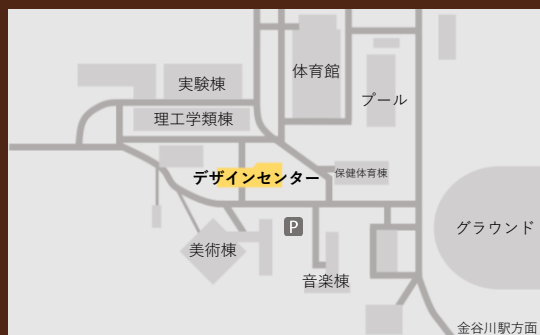 体育館
実験棟
プール
理工学類棟
デザインセンター
保健体育棟
グラウンド
P
美術棟
音楽棟
金谷川駅方面